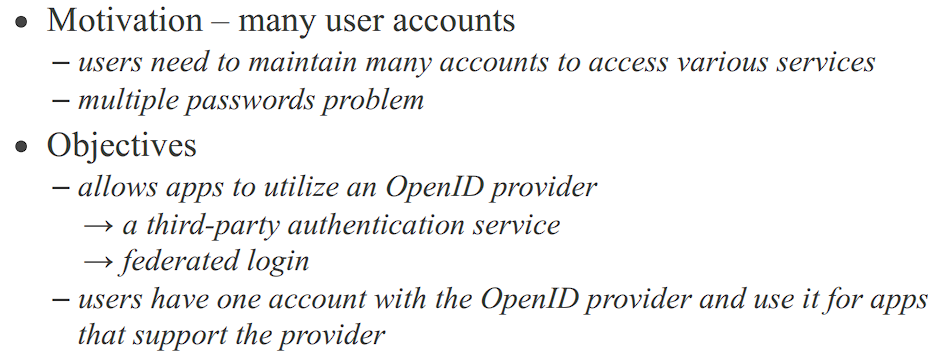 • Motivation – many user accounts
– users need to maintain many accounts to access various services
– multiple passwords problem
• Objectives
– allows apps to utilize an OpenID provider
→ a third-party authentication service
→ federated login
– users have one account with the OpenID provider and use it for apps
that support the provider